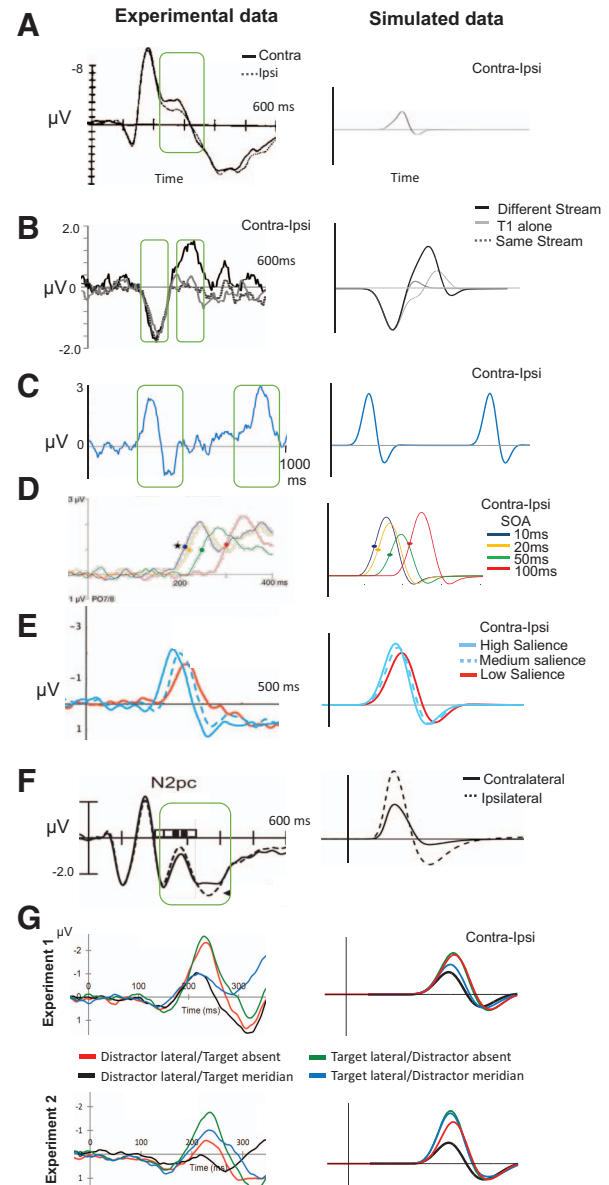 Experimental data
Simulated data
A
-8
μV
Contra
Ipsi
600 ms
Time
Contra-Ipsi
Time
B
2.0
μV 0
-2.0
Contra-Ipsi
600ms
Different Stream
T1 alone
Same Stream
C
3
μV
0
1000
ms
Contra-Ipsi
D
3 μV
★
200
400 ms
1 μV PO7/8
Contra-Ipsi
SOA
10ms
20ms
50ms
100ms
E
−3
−1
μV
1
500 ms
Contra-Ipsi
High Salience
Medium salience
Low Salience
F
N2pc
μV
-2.0
600 ms
Contralateral
Ipsilateral
G
Experiment 1
μV
-2
-1
0
1
0
100
200
300
Time (ms)
Contra-Ipsi
Distractor lateral/Target absent
Target lateral/Distractor absent
Distractor lateral/Target meridian
Target lateral/Distractor meridian
Experiment 2
-2
-1
0
1
0
100
200
300
Time (ms)